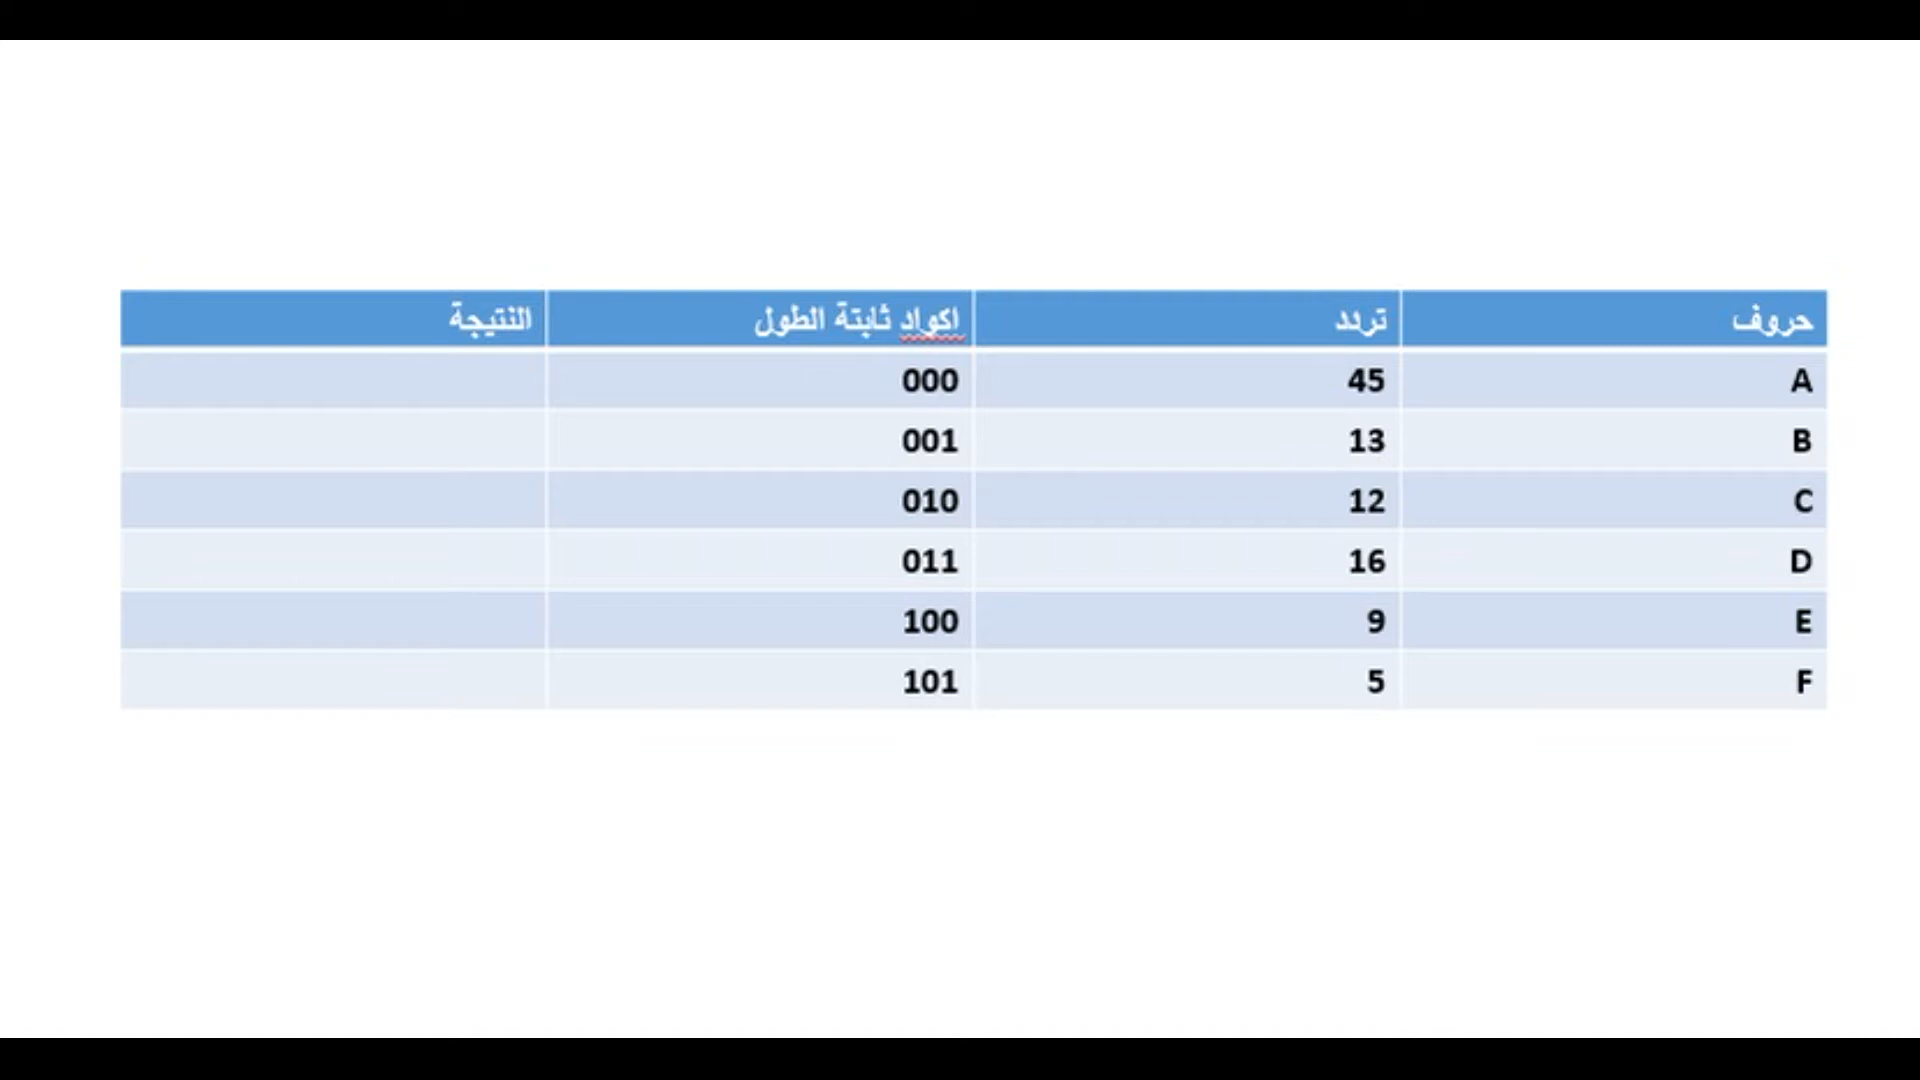 حروف تردد اكواد ثابتة الطول النتيجة
A 45 000
B 13 001
C 12 010
D 16 011
E 9 100
F 5 101